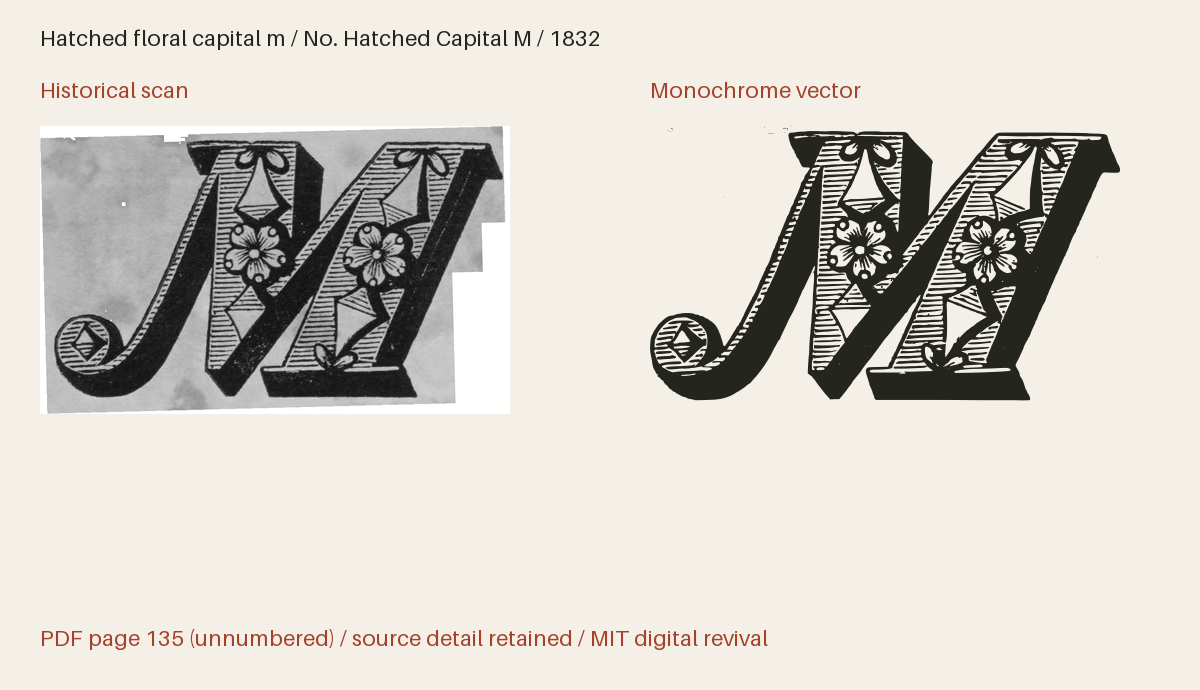 Hatched floral capital m / No. Hatched Capital M / 1832
Historical scan
Monochrome vector
M
M
PDF page 135 (unnumbered) / source detail retained / MIT digital revival